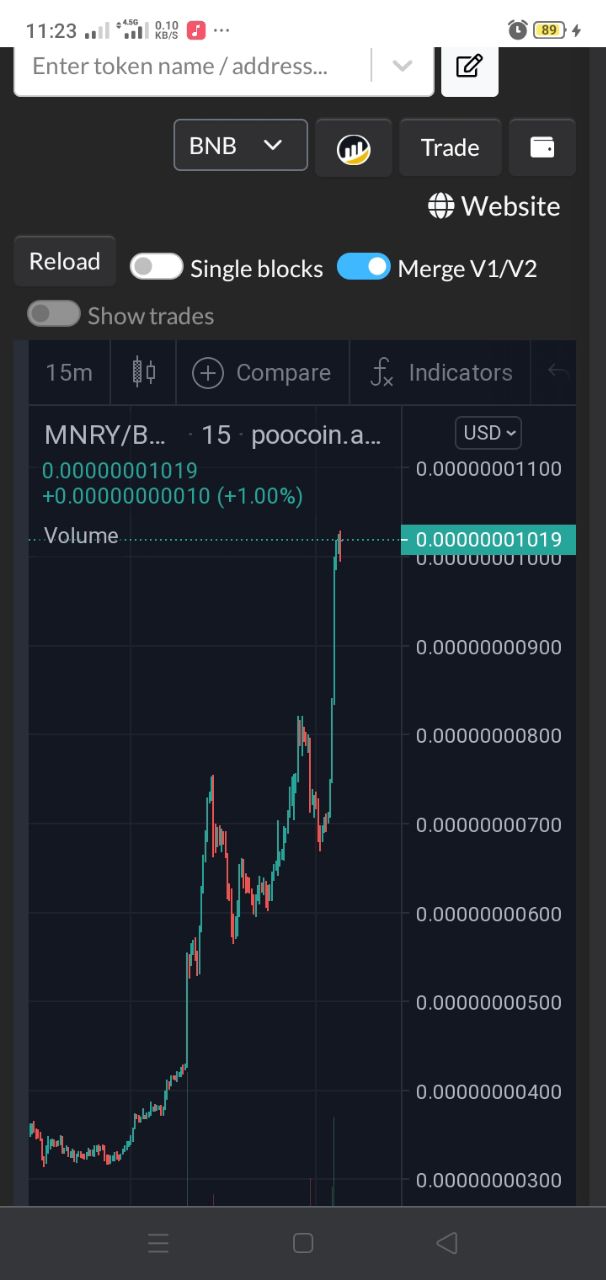 11:23 4.5G 0.10 KB/S ... 89
Enter token name / address...
BNB Trade
Website
Reload Single blocks Merge V1/V2
Show trades
15m Compare fx Indicators
MNRY/B... · 15 · poocoin.a... USD
0.00000001100
0.00000001019
+0.00000000010 (+1.00%)
Volume 0.00000001019
0.00000001000
0.00000000900
0.00000000800
0.00000000700
0.00000000600
0.00000000500
0.00000000400
0.00000000300